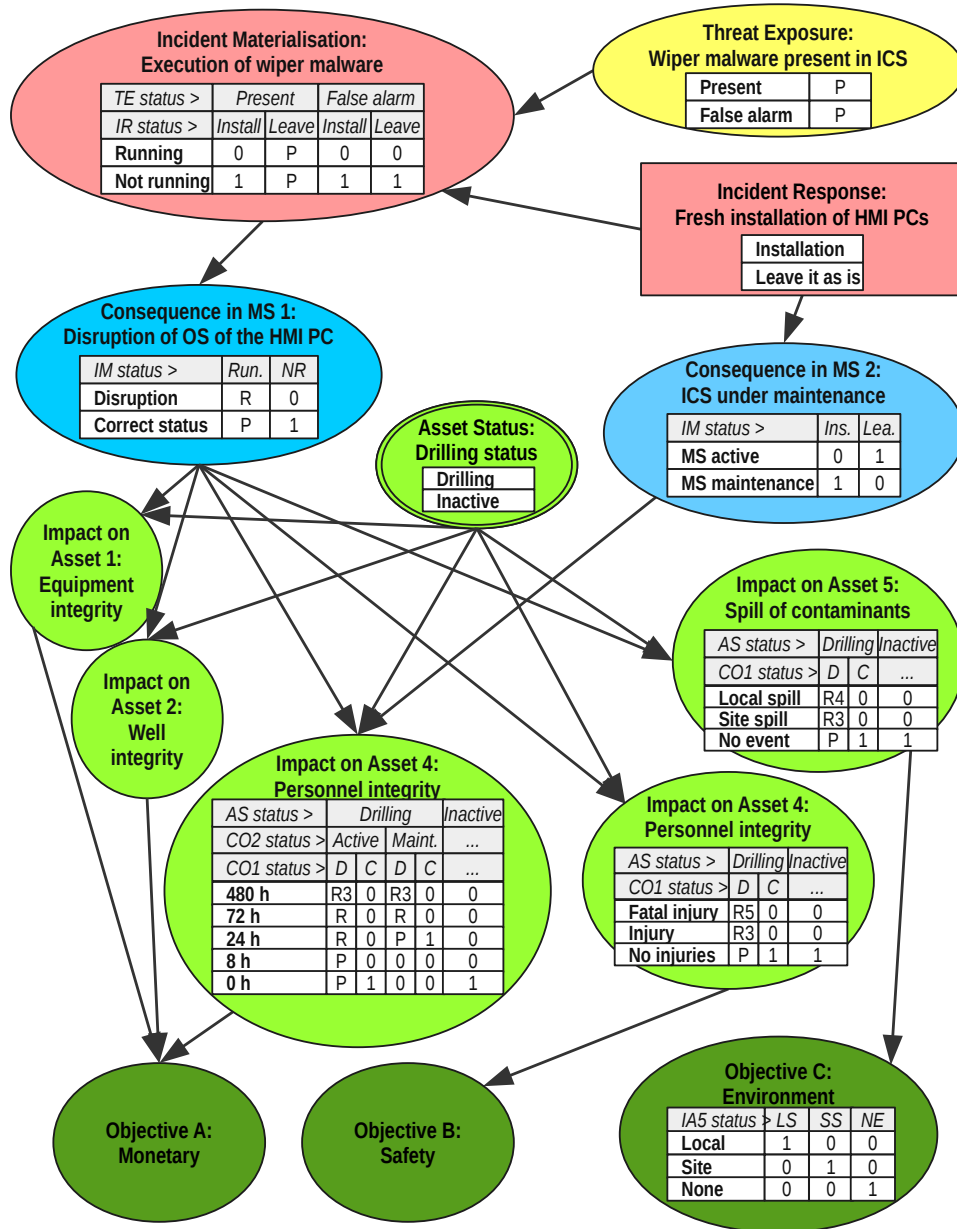 Incident Materialisation:
Execution of wiper malware
TE status > Present False alarm
IR status > Install Leave Install Leave
Running 0 P 0 0
Not running 1 P 1 1
Threat Exposure:
Wiper malware present in ICS
Present P
False alarm P
Incident Response:
Fresh installation of HMI PCs
Installation
Leave it as is
Consequence in MS 1:
Disruption of OS of the HMI PC
IM status > Run. NR
Disruption R 0
Correct status P 1
Asset Status:
Drilling status
Drilling
Inactive
Consequence in MS 2:
ICS under maintenance
IM status > Ins. Lea.
MS active 0 1
MS maintenance 1 0
Impact on
Asset 1:
Equipment
integrity
Impact on
Asset 2:
Well
integrity
Impact on Asset 5:
Spill of contaminants
AS status > Drilling Inactive
CO1 status > D C ...
Local spill R4 0 0
Site spill R3 0 0
No event P 1 1
Impact on Asset 4:
Personnel integrity
AS status > Drilling Inactive
CO2 status > Active Maint. ...
CO1 status > D C D C ...
480 h R3 0 R3 0 0
72 h R 0 R 0 0
24 h R 0 P 1 0
8 h P 0 0 0 0
0 h P 1 0 0 1
Impact on Asset 4:
Personnel integrity
AS status > Drilling Inactive
CO1 status > D C ...
Fatal injury R5 0 0
Injury R3 0 0
No injuries P 1 1
Objective A:
Monetary
Objective B:
Safety
Objective C:
Environment
IA5 status > LS SS NE
Local 1 0 0
Site 0 1 0
None 0 0 1